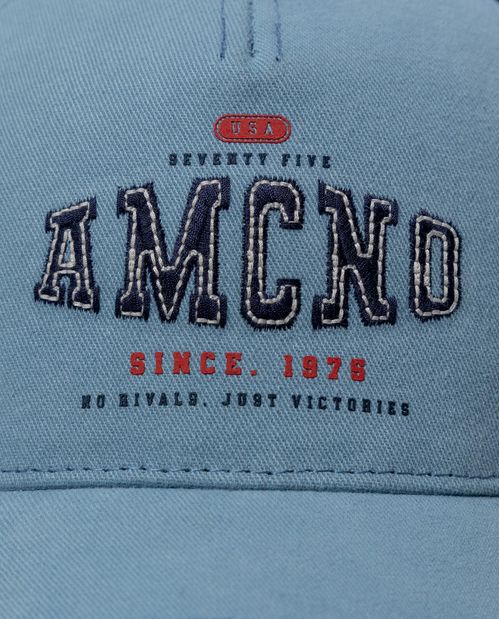 USA
SEVENTY FIVE
AMCNO
SINCE. 1975
NO RIVALS. JUST VICTORIES